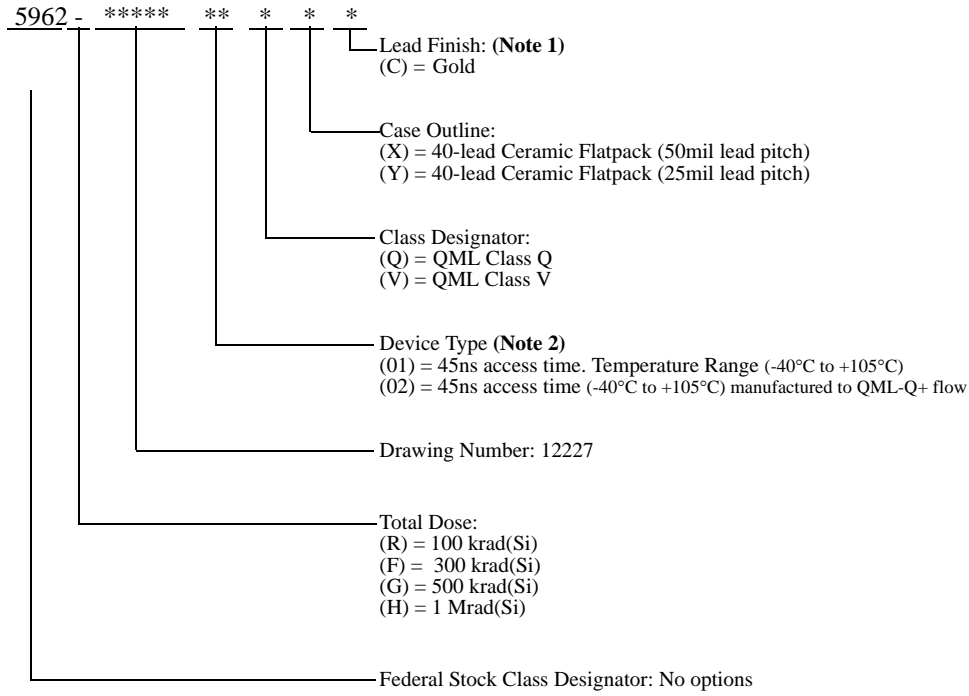 5962 - ***** ** * * *
Lead Finish: (Note 1)
(C) = Gold
Case Outline:
(X) = 40-lead Ceramic Flatpack (50mil lead pitch)
(Y) = 40-lead Ceramic Flatpack (25mil lead pitch)
Class Designator:
(Q) = QML Class Q
(V) = QML Class V
Device Type (Note 2)
(01) = 45ns access time. Temperature Range (-40°C to +105°C)
(02) = 45ns access time (-40°C to +105°C) manufactured to QML-Q+ flow
Drawing Number: 12227
Total Dose:
(R) = 100 krad(Si)
(F) = 300 krad(Si)
(G) = 500 krad(Si)
(H) = 1 Mrad(Si)
Federal Stock Class Designator: No options